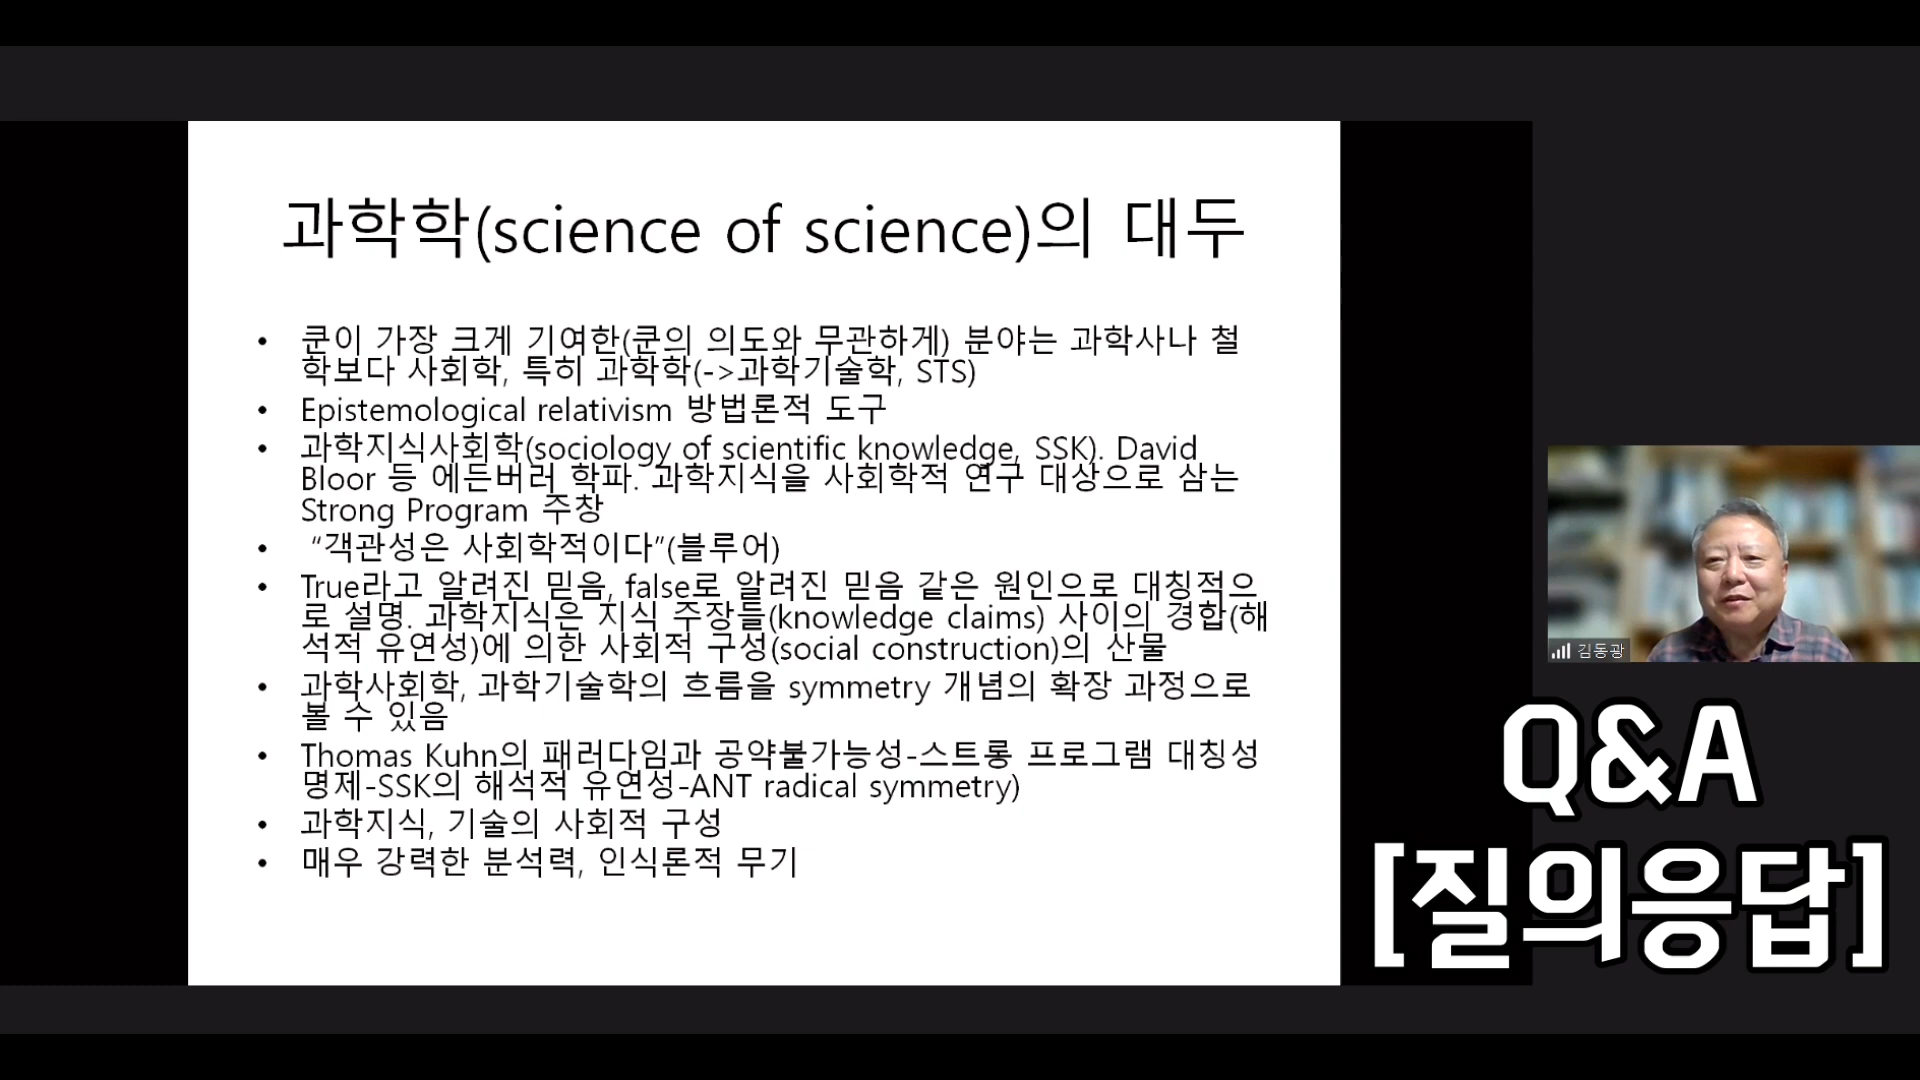 과학학(science of science)의 대두
• 쿤이 가장 크게 기여한(쿤의 의도와 무관하게) 분야는 과학사나 철
학보다 사회학, 특히 과학학(->과학기술학, STS)
• Epistemological relativism 방법론적 도구
• 과학지식사회학(sociology of scientific knowledge, SSK). David
Bloor 등 에든버러 학파. 과학지식을 사회학적 연구 대상으로 삼는
Strong Program 주창
• “객관성은 사회학적이다”(블루어)
• True라고 알려진 믿음, false로 알려진 믿음 같은 원인으로 대칭적으
로 설명. 과학지식은 지식 주장들(knowledge claims) 사이의 경합(해
석적 유연성)에 의한 사회적 구성(social construction)의 산물
• 과학사회학, 과학기술학의 흐름을 symmetry 개념의 확장 과정으로
볼 수 있음
• Thomas Kuhn의 패러다임과 공약불가능성-스트롱 프로그램 대칭성
명제-SSK의 해석적 유연성-ANT radical symmetry)
• 과학지식, 기술의 사회적 구성
• 매우 강력한 분석력, 인식론적 무기
김동광
Q&A
[질의응답]